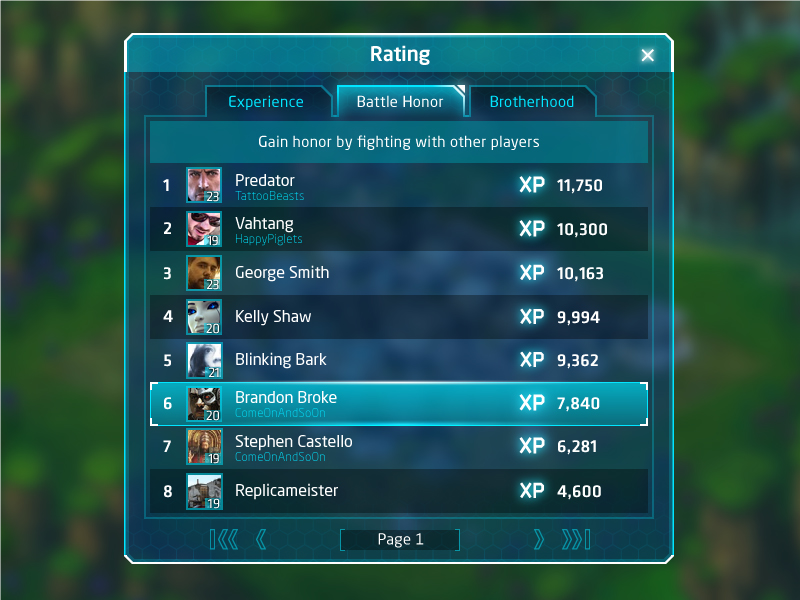 Rating
Experience
Battle Honor
Brotherhood
Gain honor by fighting with other players
1 23 Predator XP 11,750
TattooBeasts
2 19 Vahtang XP 10,300
HappyPiglets
3 23 George Smith XP 10,163
4 20 Kelly Shaw XP 9,994
5 21 Blinking Bark XP 9,362
6 20 Brandon Broke XP 7,840
ComeOnAndSoOn
7 19 Stephen Castello XP 6,281
ComeOnAndSoOn
8 19 Replicameister XP 4,600
Page 1